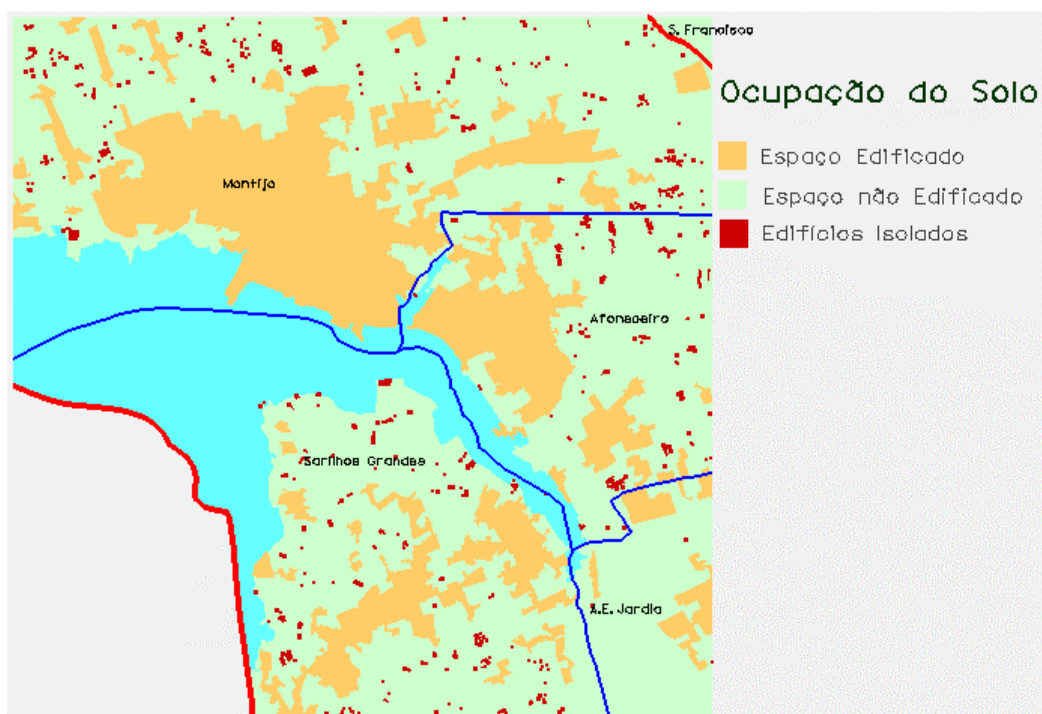 S. Francisco
Ocupação do Solo
Espaço Edificado
Montijo
Espaço não Edificado
Edifícios Isolados
Afonsoeiro
Sarilhos Grandes
A.E. Jardia